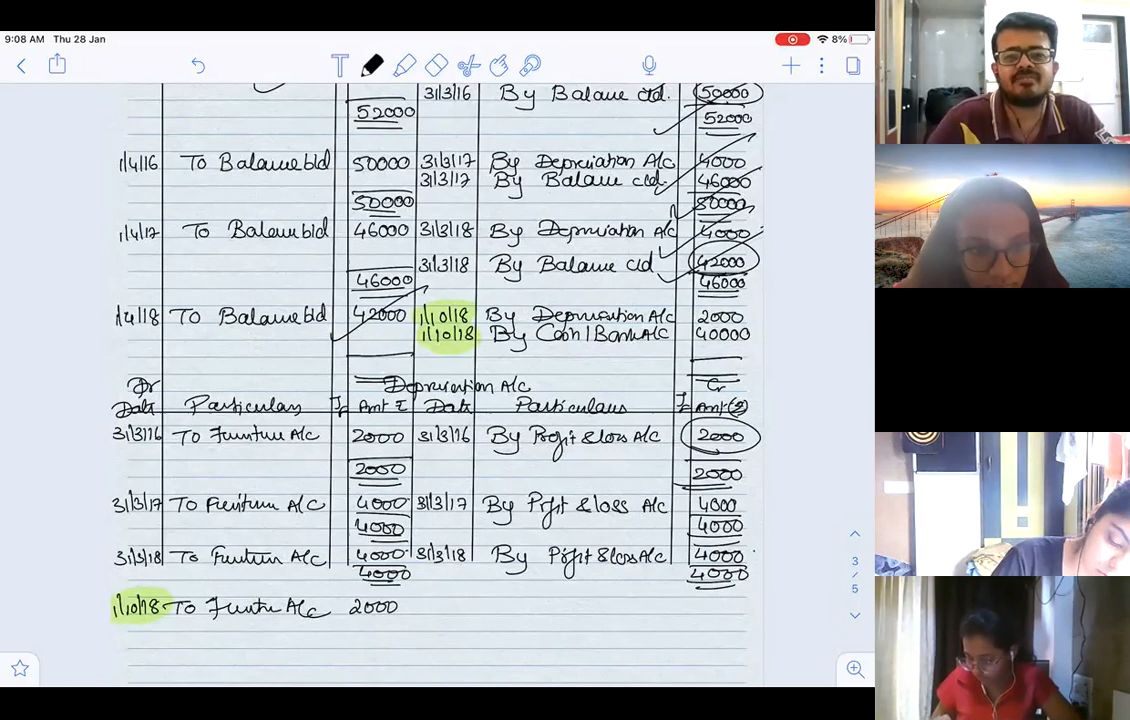 9:08 AM Thu 28 Jan
8%
31/3/16 By Balance c/d. 50000
52000 52000
1/4/16 To Balance b/d 50000 31/3/17 By Depreciation A/c 4000
31/3/17 By Balance c/d. 46000
50000 50000
1/4/17 To Balance b/d 46000 31/3/18 By Depreciation A/c 4000
31/3/18 By Balance c/d 42000
46000 46000
1/4/18 To Balance b/d 42000 1/10/18 By Depreciation A/c 2000
1/10/18 By Cash / Bank A/c 40000
Depreciation A/c
Dr Cr
Date Particulars Amt ₹ Date Particulars Amt (₹)
31/3/16 To Furniture A/c 2000 31/3/16 By Profit & loss A/c 2000
2000 2000
31/3/17 To Furniture A/c 4000 31/3/17 By Profit & loss A/c 4000
4000 4000
31/3/18 To Furniture A/c 4000 31/3/18 By Profit & loss A/c 4000
4000 4000
1/10/18 To Furniture A/c 2000
3
/
5